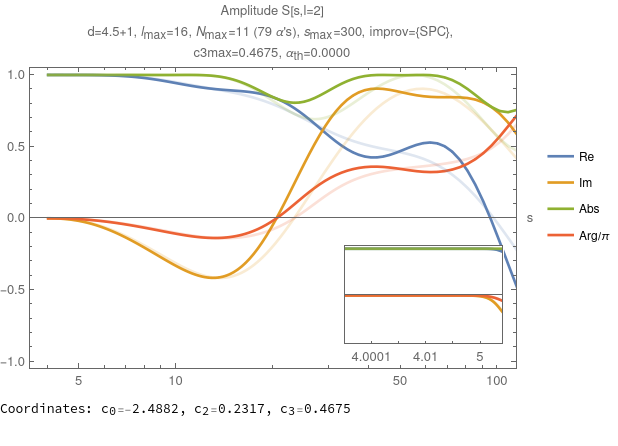 Amplitude S[s,l=2]
d=4.5+1, lmax=16, Nmax=11 (79 α's), smax=300, improv={SPC},
c3max=0.4675, αth=0.0000
1.0
0.5
0.0
−0.5
−1.0
s
Re
Im
Abs
Arg/π
4.0001 4.01 5
5 10 50 100
Coordinates: c0=-2.4882, c2=0.2317, c3=0.4675